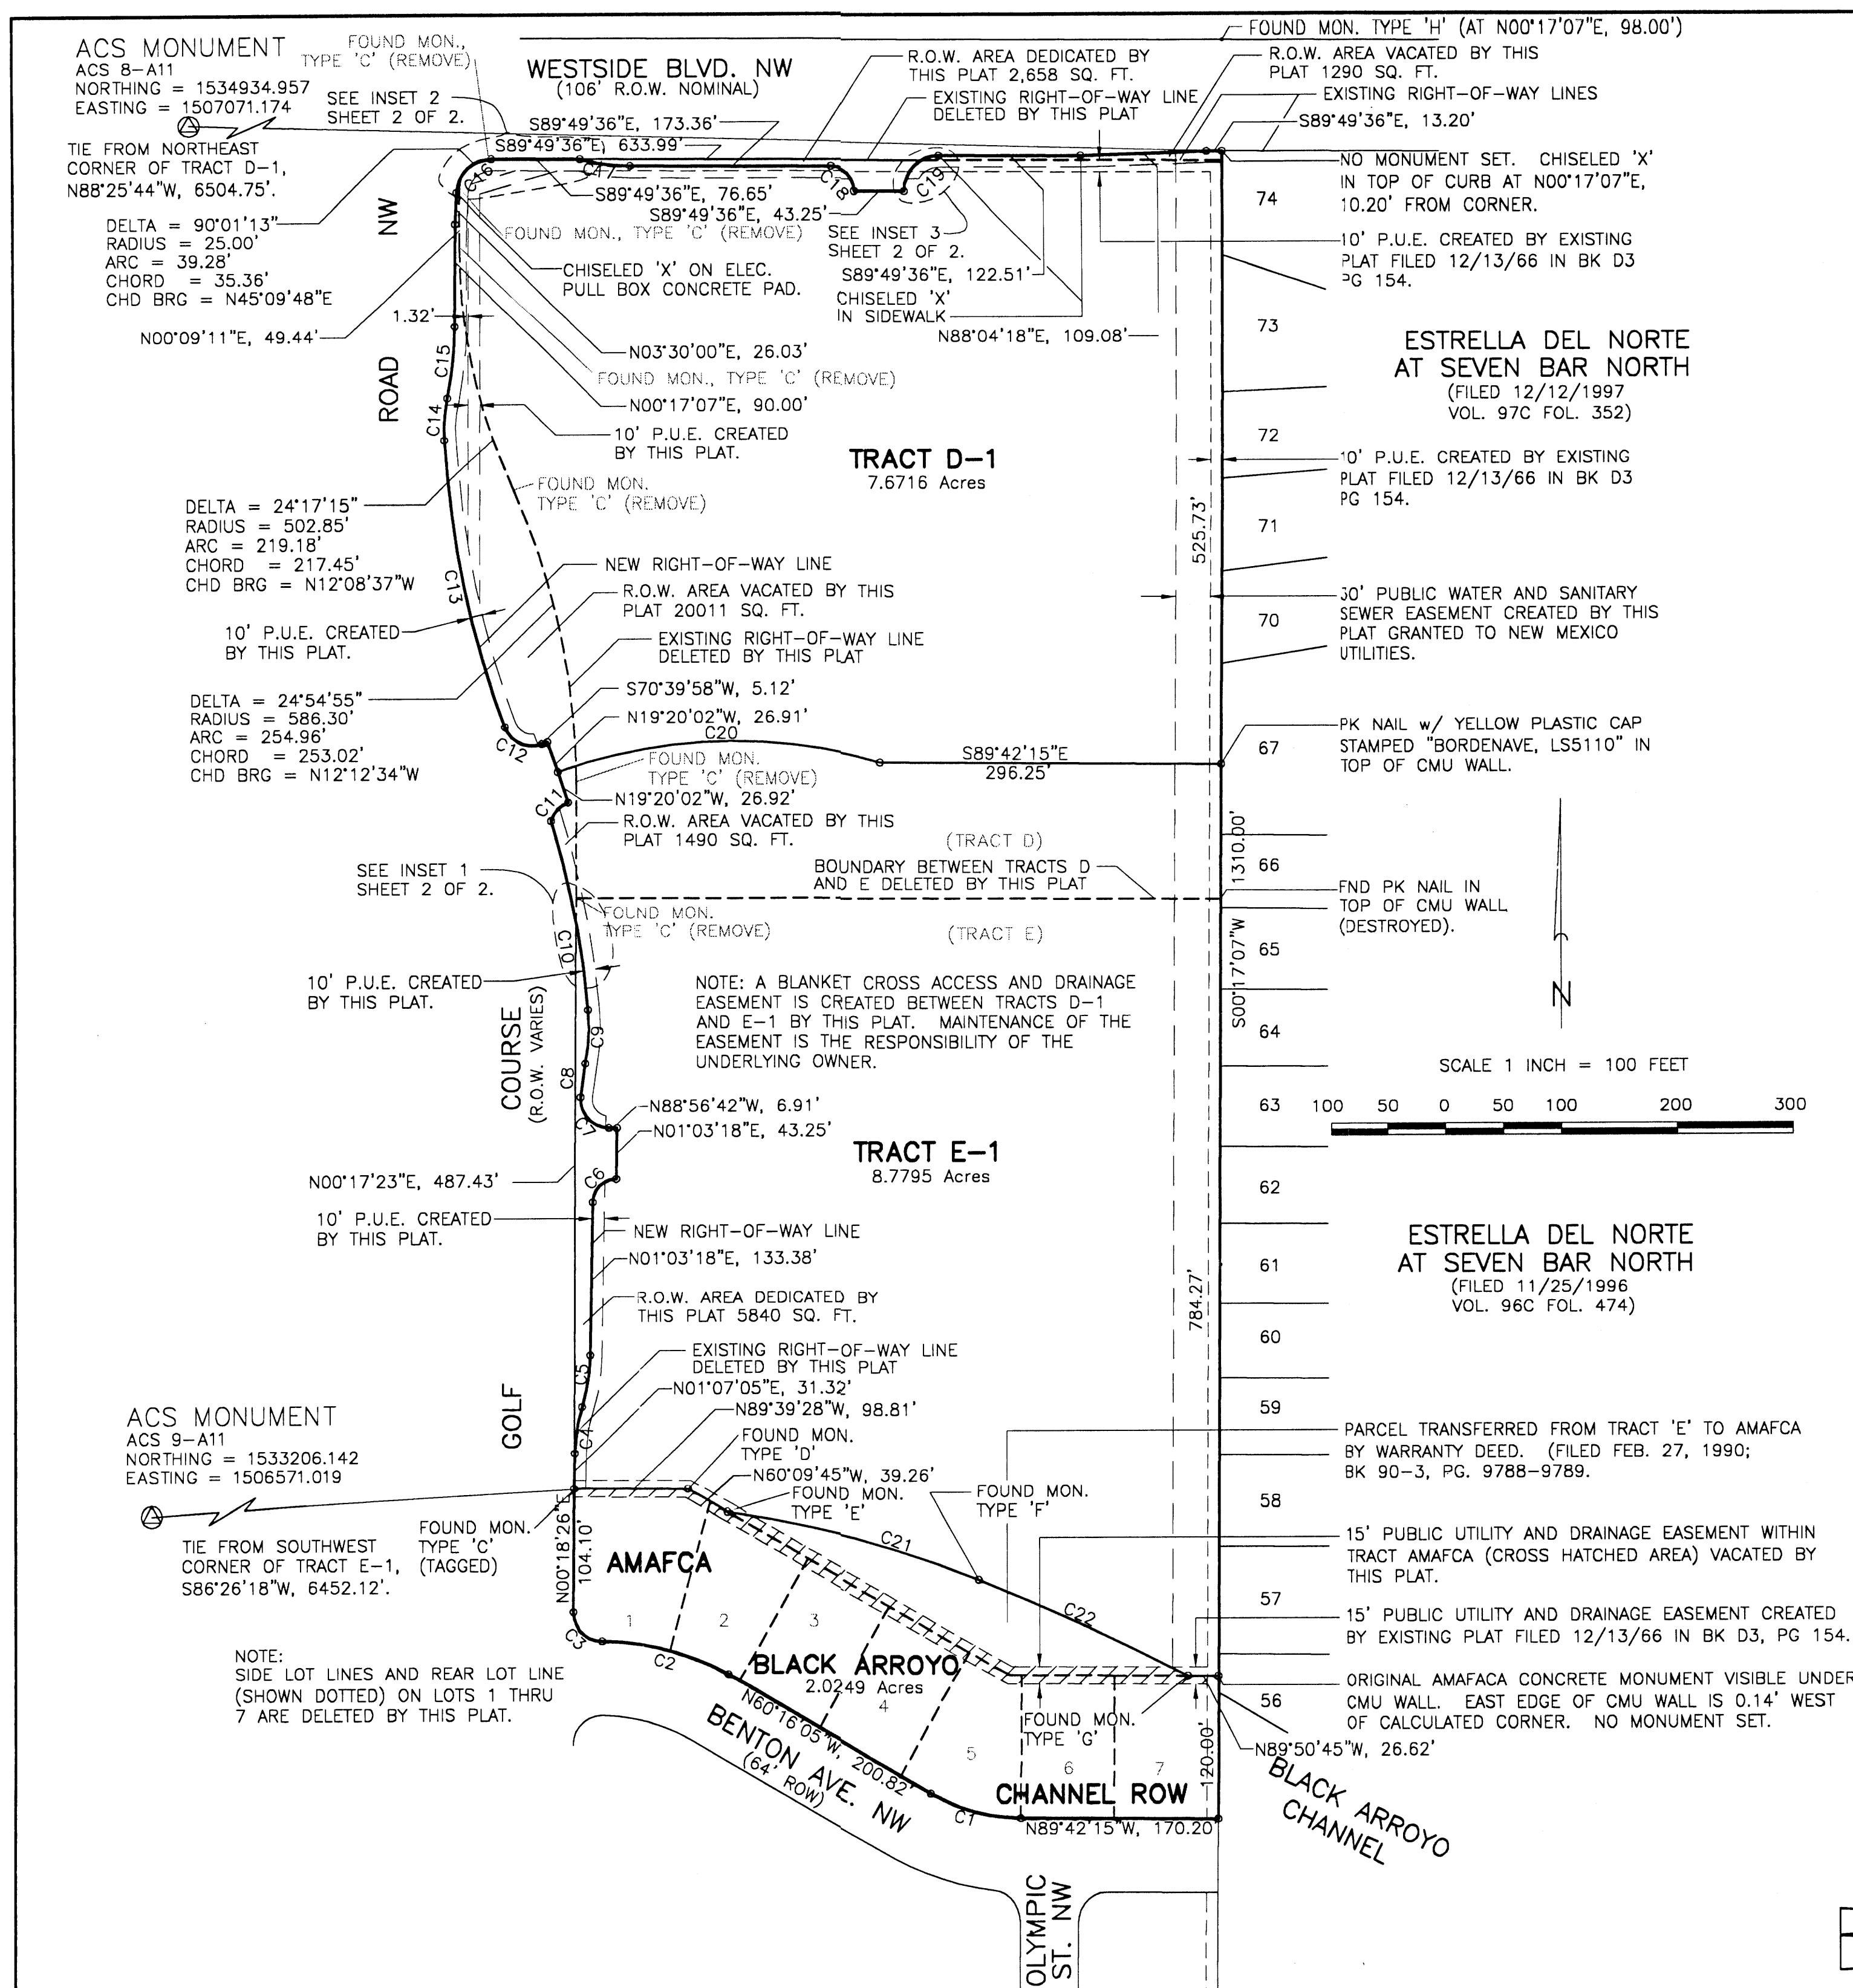 ACS MONUMENT
ACS 8-A11
NORTHING = 1534934.957
EASTING = 1507071.174
TIE FROM NORTHEAST
CORNER OF TRACT D-1,
N88°25'44"W, 6504.75'.
FOUND MON.,
TYPE 'C' (REMOVE)
SEE INSET 2
SHEET 2 OF 2.
WESTSIDE BLVD. NW
(106' R.O.W. NOMINAL)
R.O.W. AREA DEDICATED BY
THIS PLAT 2,658 SQ. FT.
EXISTING RIGHT-OF-WAY LINE
DELETED BY THIS PLAT
FOUND MON. TYPE 'H' (AT N00°17'07"E, 98.00')
R.O.W. AREA VACATED BY THIS
PLAT 1290 SQ. FT.
EXISTING RIGHT-OF-WAY LINES
S89°49'36"E, 13.20'
S89°49'36"E, 173.36'
S89°49'36"E, 633.99'
C16
C17
C18
C19
S89°49'36"E, 76.65'
S89°49'36"E, 43.25'
FOUND MON., TYPE 'C' (REMOVE)
SEE INSET 3
SHEET 2 OF 2.
S89°49'36"E, 122.51'
CHISELED 'X'
IN SIDEWALK
N88°04'18"E, 109.08'
CHISELED 'X' ON ELEC.
PULL BOX CONCRETE PAD.
NO MONUMENT SET. CHISELED 'X'
IN TOP OF CURB AT N00°17'07"E,
10.20' FROM CORNER.
10' P.U.E. CREATED BY EXISTING
PLAT FILED 12/13/66 IN BK D3
PG 154.
DELTA = 90°01'13"
RADIUS = 25.00'
ARC = 39.28'
CHORD = 35.36'
CHD BRG = N45°09'48"E
N00°09'11"E, 49.44'
1.32'
NW
ROAD
C15
C14
N03°30'00"E, 26.03'
FOUND MON., TYPE 'C' (REMOVE)
N00°17'07"E, 90.00'
10' P.U.E. CREATED
BY THIS PLAT.
74
73
72
71
70
67
66
65
64
63
62
61
60
59
58
57
56
ESTRELLA DEL NORTE
AT SEVEN BAR NORTH
(FILED 12/12/1997
VOL. 97C FOL. 352)
TRACT D-1
7.6716 Acres
10' P.U.E. CREATED BY EXISTING
PLAT FILED 12/13/66 IN BK D3
PG 154.
FOUND MON.
TYPE 'C' (REMOVE)
DELTA = 24°17'15"
RADIUS = 502.85'
ARC = 219.18'
CHORD = 217.45'
CHD BRG = N12°08'37"W
C13
525.73'
NEW RIGHT-OF-WAY LINE
R.O.W. AREA VACATED BY THIS
PLAT 20011 SQ. FT.
EXISTING RIGHT-OF-WAY LINE
DELETED BY THIS PLAT
10' P.U.E. CREATED
BY THIS PLAT.
30' PUBLIC WATER AND SANITARY
SEWER EASEMENT CREATED BY THIS
PLAT GRANTED TO NEW MEXICO
UTILITIES.
DELTA = 24°54'55"
RADIUS = 586.30'
ARC = 254.96'
CHORD = 253.02'
CHD BRG = N12°12'34"W
S70°39'58"W, 5.12'
N19°20'02"W, 26.91'
C12
C20
S89°42'15"E
296.25'
PK NAIL w/ YELLOW PLASTIC CAP
STAMPED "BORDENAVE, LS5110" IN
TOP OF CMU WALL.
FOUND MON.
TYPE 'C' (REMOVE)
N19°20'02"W, 26.92'
C11
R.O.W. AREA VACATED BY THIS
PLAT 1490 SQ. FT.
(TRACT D)
BOUNDARY BETWEEN TRACTS D
AND E DELETED BY THIS PLAT
1310.00'
S00°17'07"W
FND PK NAIL IN
TOP OF CMU WALL
(DESTROYED).
SEE INSET 1
SHEET 2 OF 2.
FOUND MON.
TYPE 'C' (REMOVE)
(TRACT E)
C10
10' P.U.E. CREATED
BY THIS PLAT.
NOTE: A BLANKET CROSS ACCESS AND DRAINAGE
EASEMENT IS CREATED BETWEEN TRACTS D-1
AND E-1 BY THIS PLAT. MAINTENANCE OF THE
EASEMENT IS THE RESPONSIBILITY OF THE
UNDERLYING OWNER.
N
SCALE 1 INCH = 100 FEET
100 50 0 50 100 200 300
COURSE
(R.O.W. VARIES)
C9
C8
C7
N88°56'42"W, 6.91'
N01°03'18"E, 43.25'
C6
TRACT E-1
8.7795 Acres
N00°17'23"E, 487.43'
10' P.U.E. CREATED
BY THIS PLAT.
NEW RIGHT-OF-WAY LINE
N01°03'18"E, 133.38'
R.O.W. AREA DEDICATED BY
THIS PLAT 5840 SQ. FT.
784.27'
ESTRELLA DEL NORTE
AT SEVEN BAR NORTH
(FILED 11/25/1996
VOL. 96C FOL. 474)
EXISTING RIGHT-OF-WAY LINE
DELETED BY THIS PLAT
C5
C4
N01°07'05"E, 31.32'
N89°39'28"W, 98.81'
GOLF
ACS MONUMENT
ACS 9-A11
NORTHING = 1533206.142
EASTING = 1506571.019
TIE FROM SOUTHWEST
CORNER OF TRACT E-1,
S86°26'18"W, 6452.12'.
FOUND MON.
TYPE 'C'
(TAGGED)
FOUND MON.
TYPE 'D'
N60°09'45"W, 39.26'
FOUND MON.
TYPE 'E'
FOUND MON.
TYPE 'F'
C21
C22
PARCEL TRANSFERRED FROM TRACT 'E' TO AMAFCA
BY WARRANTY DEED. (FILED FEB. 27, 1990;
BK 90-3, PG. 9788-9789.
15' PUBLIC UTILITY AND DRAINAGE EASEMENT WITHIN
TRACT AMAFCA (CROSS HATCHED AREA) VACATED BY
THIS PLAT.
15' PUBLIC UTILITY AND DRAINAGE EASEMENT CREATED
BY EXISTING PLAT FILED 12/13/66 IN BK D3, PG 154.
ORIGINAL AMAFACA CONCRETE MONUMENT VISIBLE UNDER
CMU WALL. EAST EDGE OF CMU WALL IS 0.14' WEST
OF CALCULATED CORNER. NO MONUMENT SET.
N00°18'26"E
104.10'
AMAFCA
1
2
3
4
5
6
7
C3
C2
BLACK ARROYO
2.0249 Acres
CHANNEL ROW
FOUND MON.
TYPE 'G'
120.00'
N89°50'45"W, 26.62'
NOTE:
SIDE LOT LINES AND REAR LOT LINE
(SHOWN DOTTED) ON LOTS 1 THRU
7 ARE DELETED BY THIS PLAT.
N60°16'05"W, 200.82'
BENTON AVE. NW
(64' ROW)
C1
N89°42'15"W, 170.20'
BLACK ARROYO
CHANNEL
OLYMPIC
ST. NW